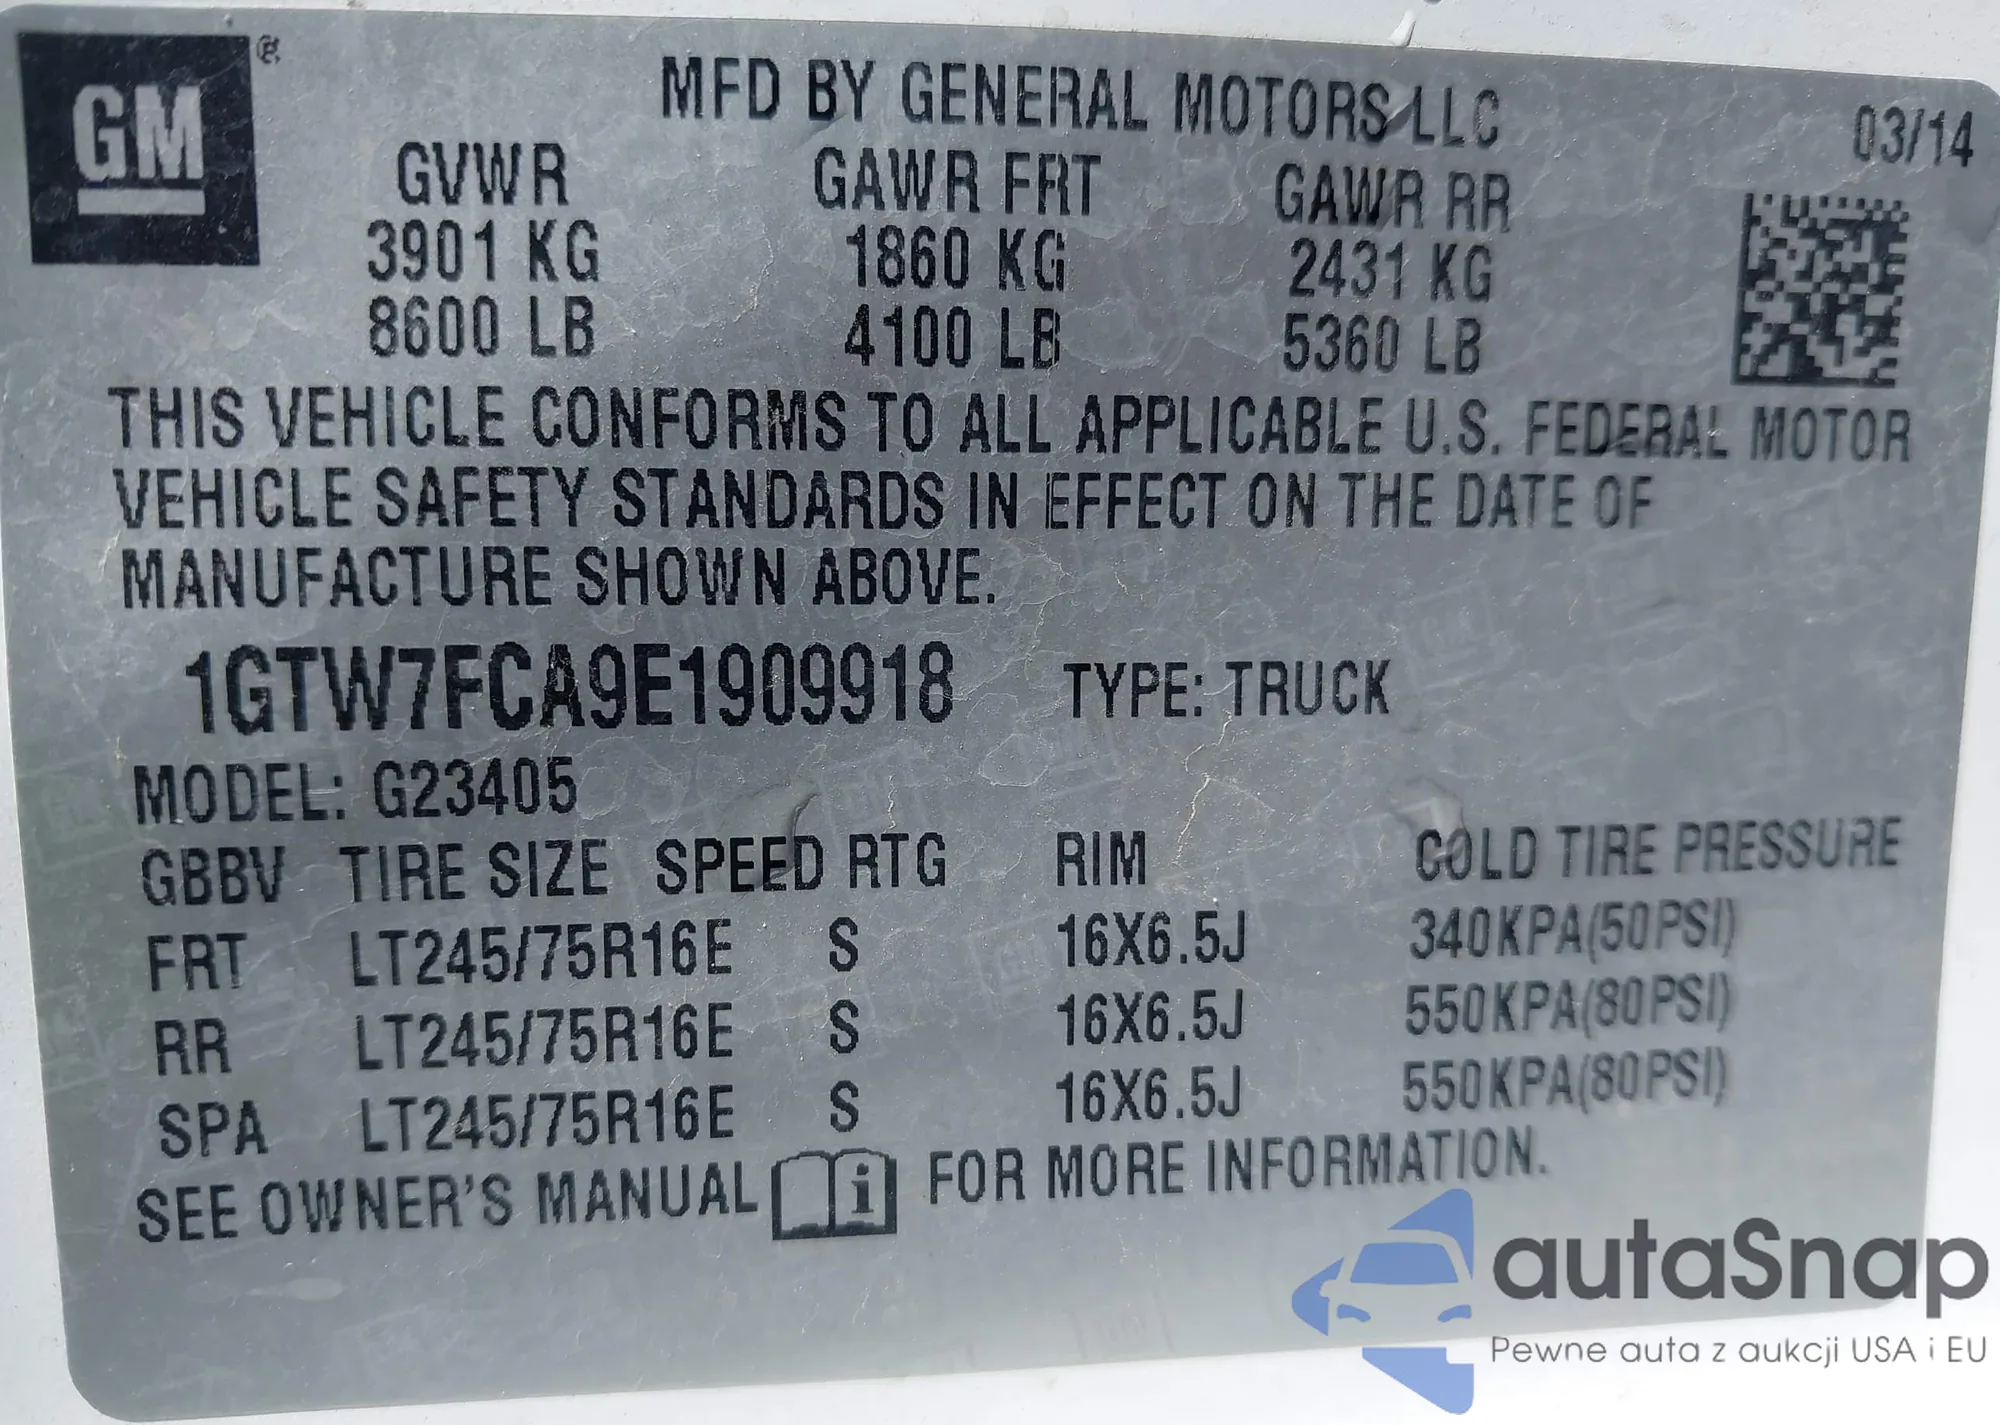 GM ®
MFD BY GENERAL MOTORS LLC
03/14
GVWR GAWR FRT GAWR RR
3901 KG 1860 KG 2431 KG
8600 LB 4100 LB 5360 LB
THIS VEHICLE CONFORMS TO ALL APPLICABLE U.S. FEDERAL MOTOR
VEHICLE SAFETY STANDARDS IN EFFECT ON THE DATE OF
MANUFACTURE SHOWN ABOVE.
1GTW7FCA9E1909918 TYPE: TRUCK
MODEL: G23405
GBBV TIRE SIZE SPEED RTG RIM COLD TIRE PRESSURE
FRT LT245/75R16E S 16X6.5J 340KPA(50PSI)
RR LT245/75R16E S 16X6.5J 550KPA(80PSI)
SPA LT245/75R16E S 16X6.5J 550KPA(80PSI)
SEE OWNER'S MANUAL i FOR MORE INFORMATION.
autaSnap
Pewne auta z aukcji USA i EU